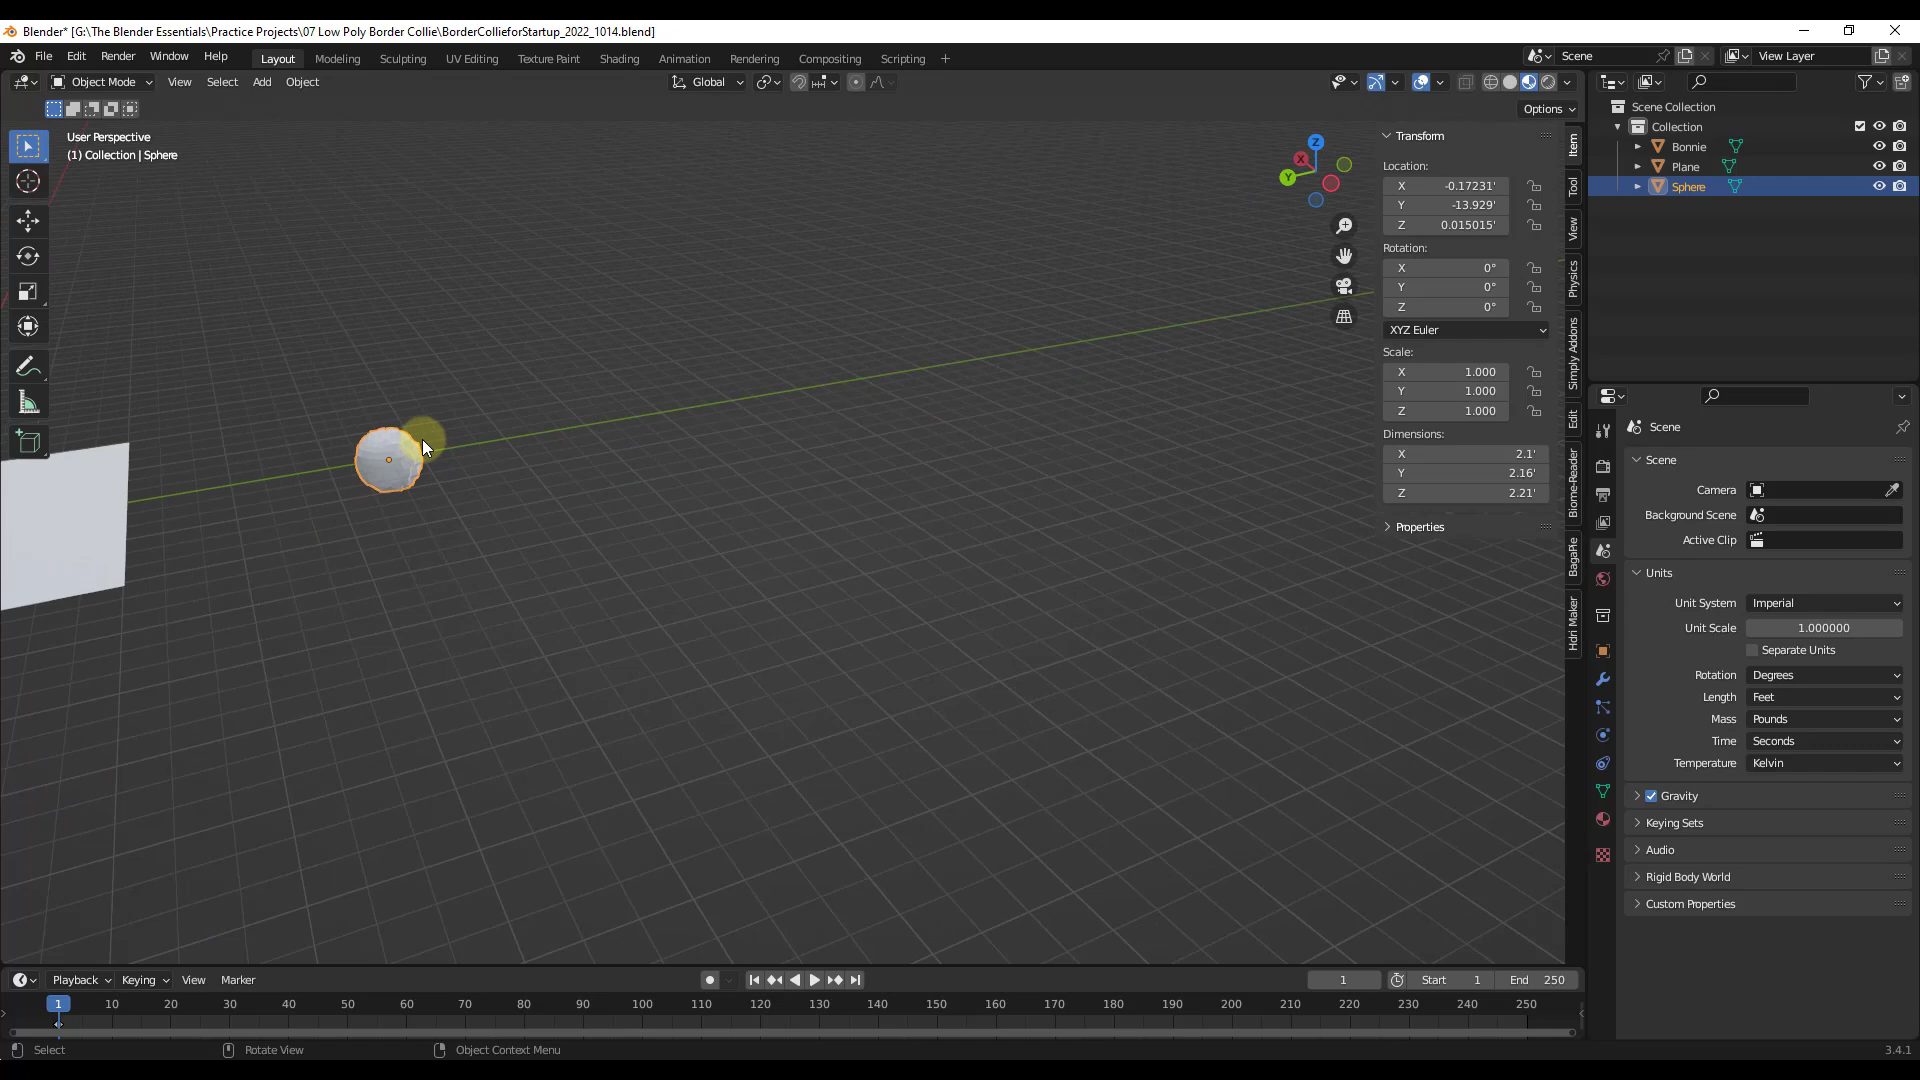 Blender* [G:\The Blender Essentials\Practice Projects\07 Low Poly Border Collie\BorderCollieforStartup_2022_1014.blend]
File Edit Render Window Help Layout Modeling Sculpting UV Editing Texture Paint Shading Animation Rendering Compositing Scripting + Scene View Layer
Object Mode View Select Add Object Global
Options
User Perspective
(1) Collection | Sphere
Z
X
Y
Transform
Location:
X -0.17231'
Y -13.929'
Z 0.015015'
Rotation:
X 0°
Y 0°
Z 0°
XYZ Euler
Scale:
X 1.000
Y 1.000
Z 1.000
Dimensions:
X 2.1'
Y 2.16'
Z 2.21'
Properties
Item
Tool
View
Physics
Simply Addons
Edit
Biome-Reader
BagaPie
Hdri Maker
Scene Collection
Collection
Bonnie
Plane
Sphere
Scene
Scene
Camera
Background Scene
Active Clip
Units
Unit System Imperial
Unit Scale 1.000000
Separate Units
Rotation Degrees
Length Feet
Mass Pounds
Time Seconds
Temperature Kelvin
Gravity
Keying Sets
Audio
Rigid Body World
Custom Properties
Playback Keying View Marker 1 Start 1 End 250
1 10 20 30 40 50 60 70 80 90 100 110 120 130 140 150 160 170 180 190 200 210 220 230 240 250
Select Rotate View Object Context Menu 3.4.1